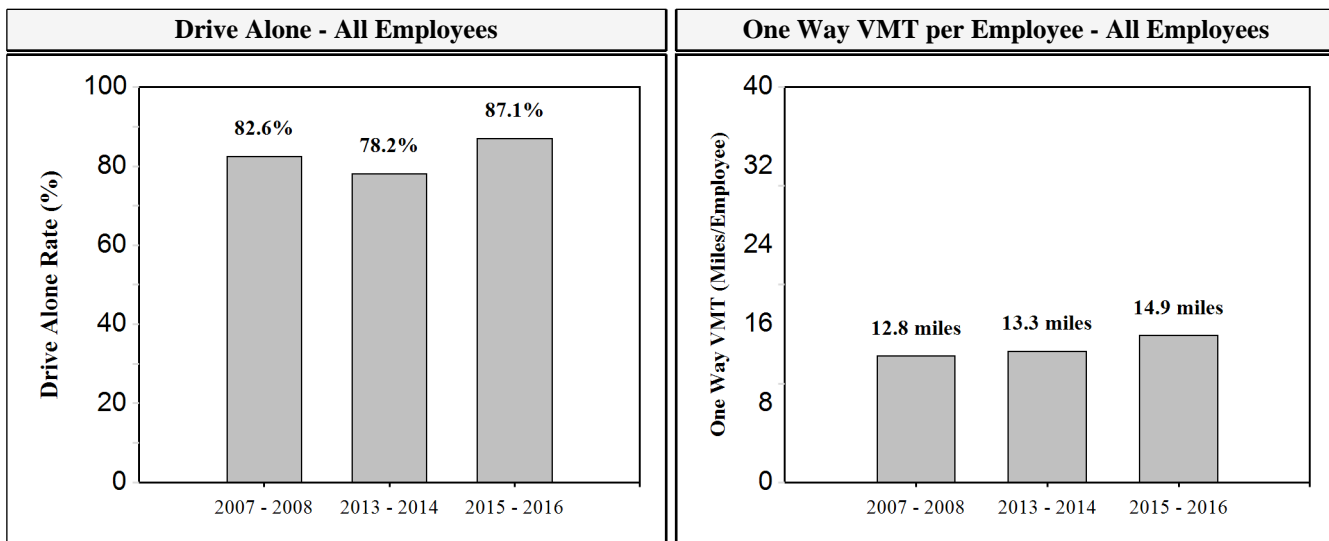 Drive Alone - All Employees
Drive Alone Rate (%)
100
80
60
40
20
0
82.6%
78.2%
87.1%
2007 - 2008
2013 - 2014
2015 - 2016
One Way VMT per Employee - All Employees
One Way VMT (Miles/Employee)
40
32
24
16
8
0
12.8 miles
13.3 miles
14.9 miles
2007 - 2008
2013 - 2014
2015 - 2016